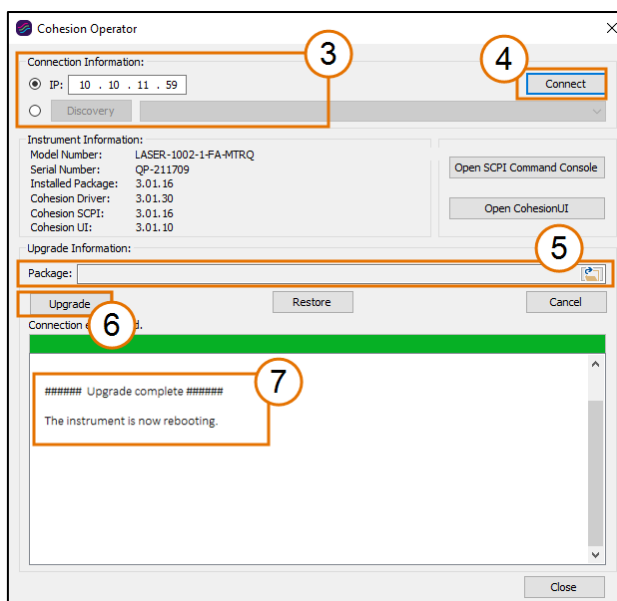 Cohesion Operator
3
4
Connection Information:
IP: 10 . 10 . 11 . 59
Connect
Discovery
Instrument Information:
Model Number: LASER-1002-1-FA-MTRQ
Serial Number: QP-211709
Installed Package: 3.01.16
Cohesion Driver: 3.01.30
Cohesion SCPI: 3.01.16
Cohesion UI: 3.01.10
Open SCPI Command Console
Open CohesionUI
Upgrade Information:
5
Package:
Upgrade Restore Cancel
6
Connection e d.
7
###### Upgrade complete ######
The instrument is now rebooting.
Close